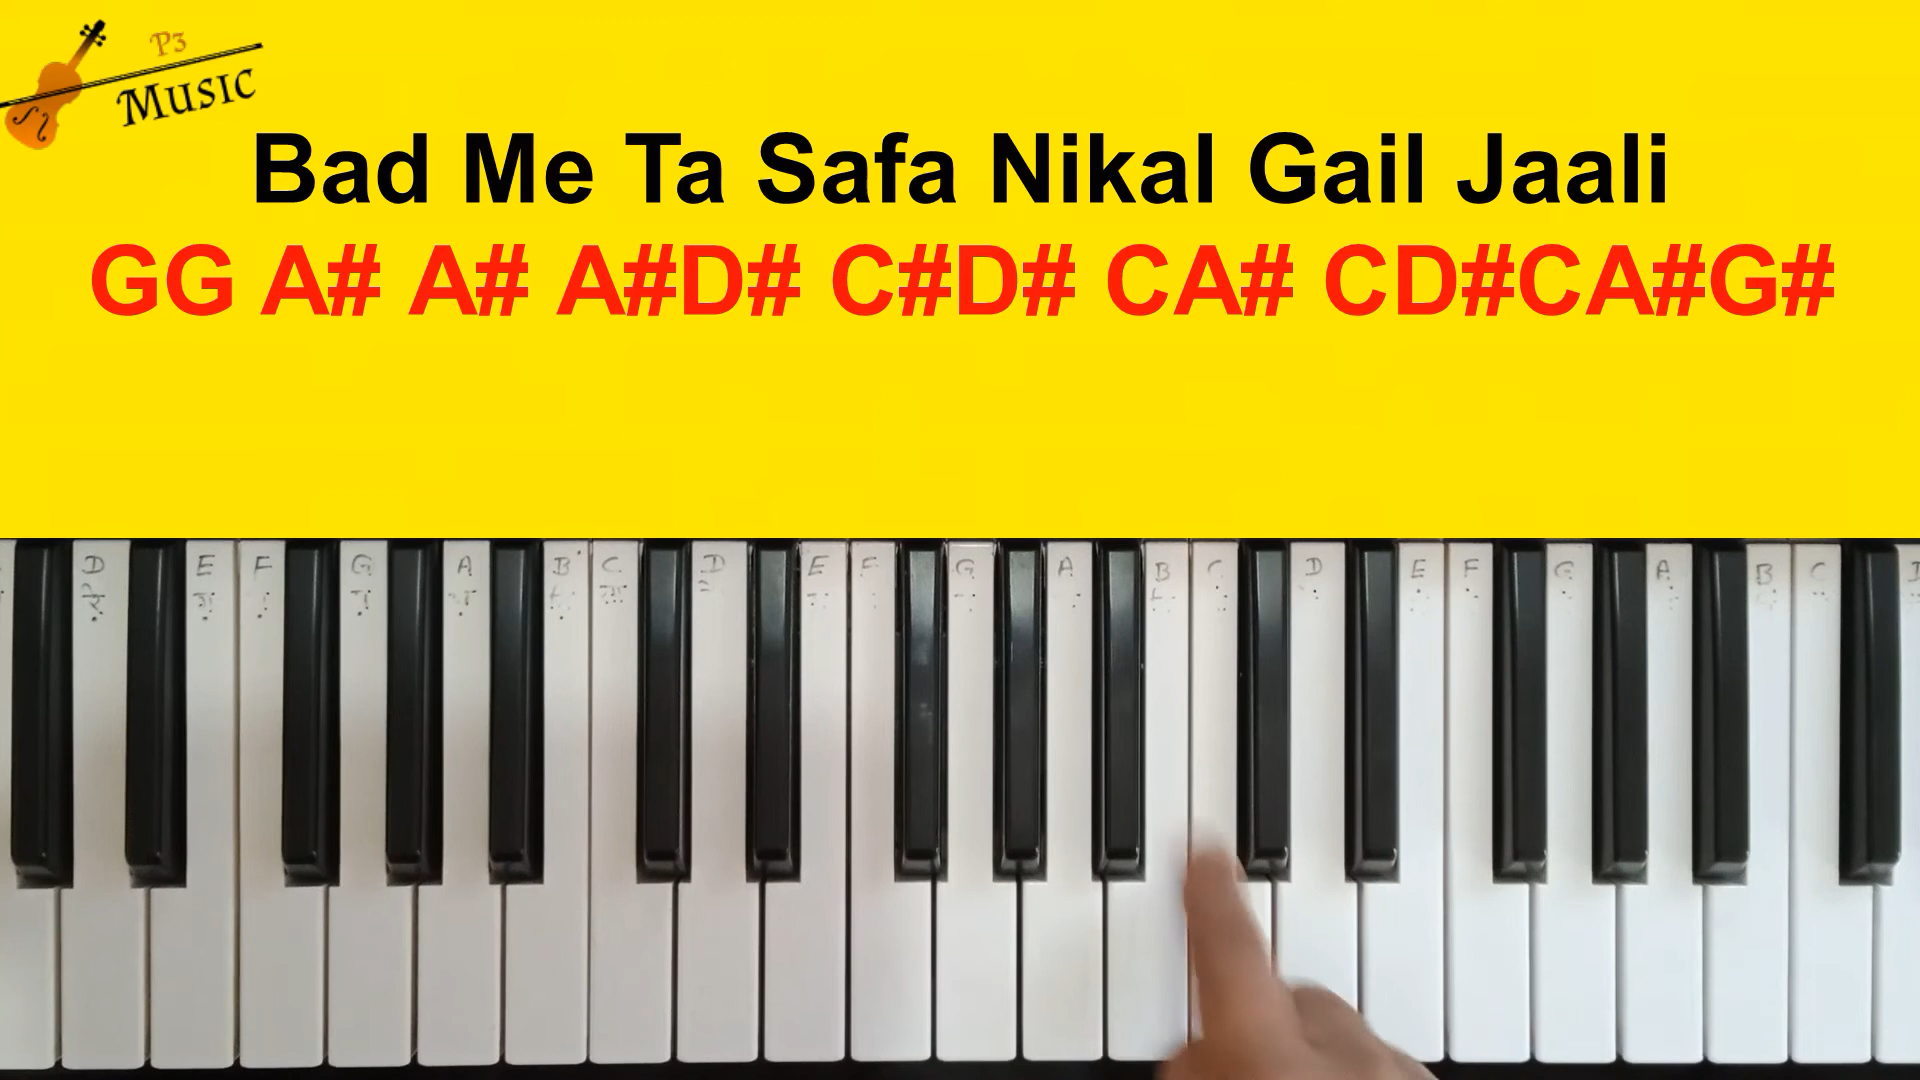 P3
Music
Bad Me Ta Safa Nikal Gail Jaali
GG A# A# A#D# C#D# CA# CD#CA#G#
D E F G A B C D E F G A B C D E F G A B C